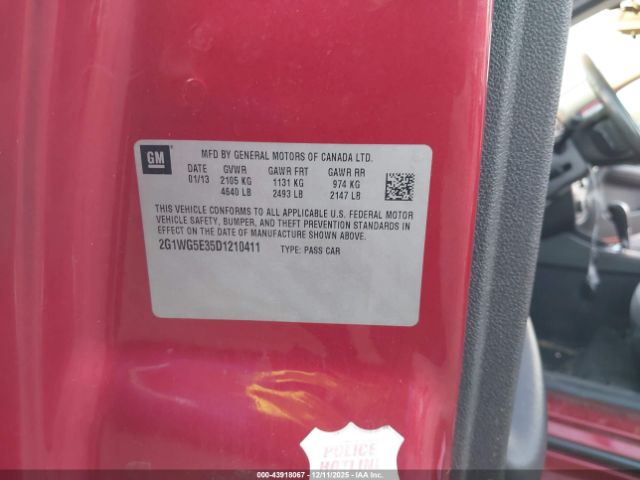 GM
MFD BY GENERAL MOTORS OF CANADA LTD.
DATE GVWR GAWR FRT GAWR RR
01/13 2105 KG 1131 KG 974 KG
4640 LB 2493 LB 2147 LB
THIS VEHICLE CONFORMS TO ALL APPLICABLE U.S. FEDERAL MOTOR
VEHICLE SAFETY, BUMPER, AND THEFT PREVENTION STANDARDS IN
EFFECT ON THE DATE OF MANUFACTURE SHOWN ABOVE.
2G1WG5E35D1210411 TYPE: PASS CAR
POLICE
HOTLINE
000-43918067 - 12/11/2025 - IAAI.COM